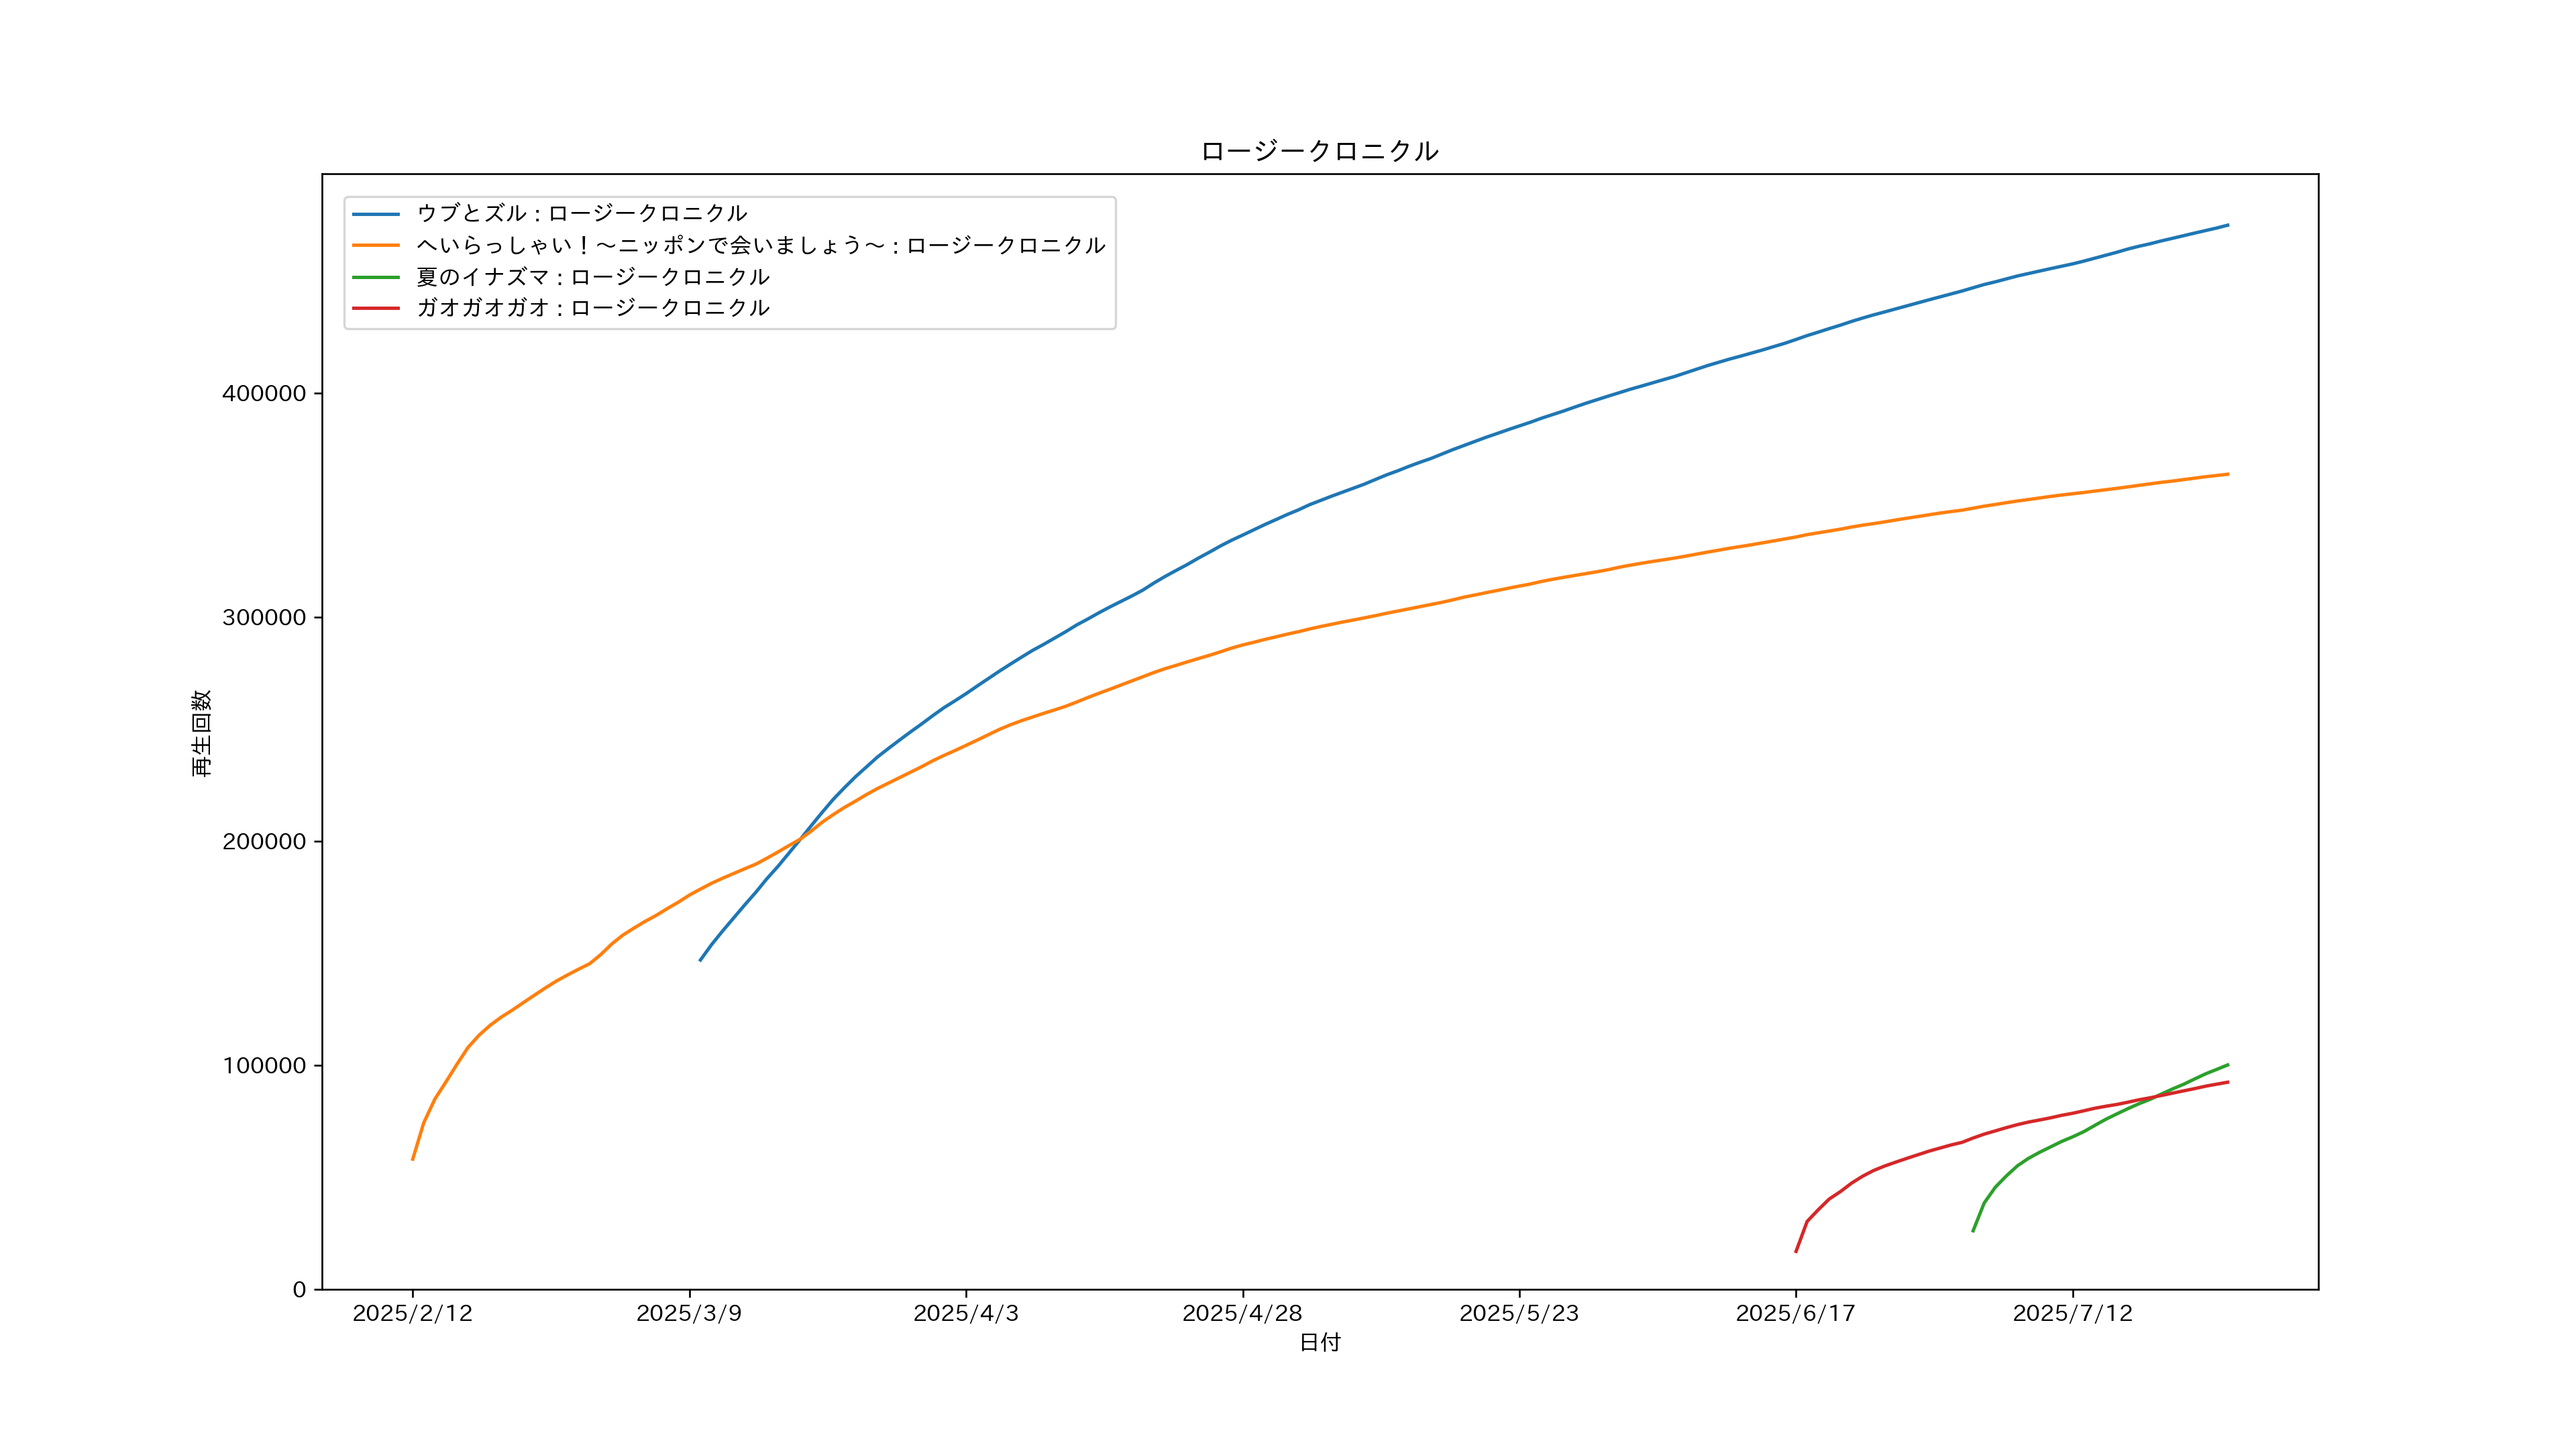 ロージークロニクル
ウブとズル : ロージークロニクル
へいらっしゃい！～ニッポンで会いましょう～ : ロージークロニクル
夏のイナズマ : ロージークロニクル
ガオガオガオ : ロージークロニクル
400000
300000
200000
100000
0
再生回数
2025/2/12 2025/3/9 2025/4/3 2025/4/28 2025/5/23 2025/6/17 2025/7/12
日付